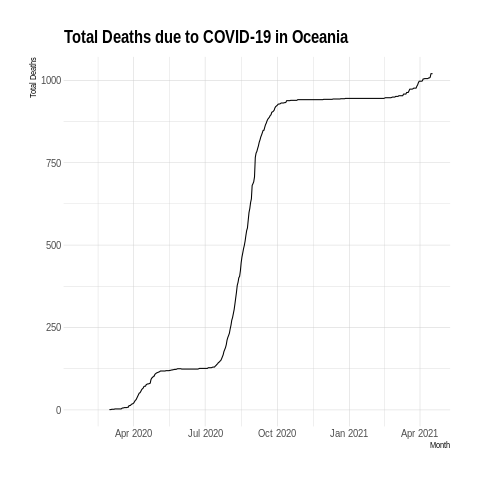 Total Deaths due to COVID-19 in Oceania
Total Deaths
1000
750
500
250
0
Apr 2020 Jul 2020 Oct 2020 Jan 2021 Apr 2021
Month